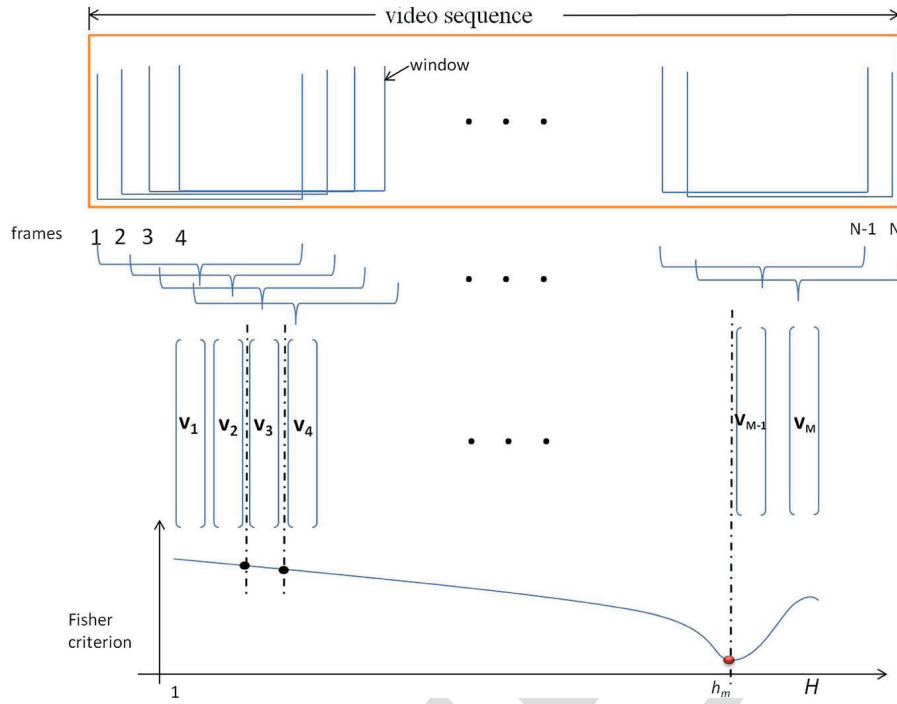 video sequence
window
. . .
frames 1 2 3 4 N-1 N
. . .
v1 v2 v3 v4 . . . vM-1 vM
Fisher
criterion
1 hm H